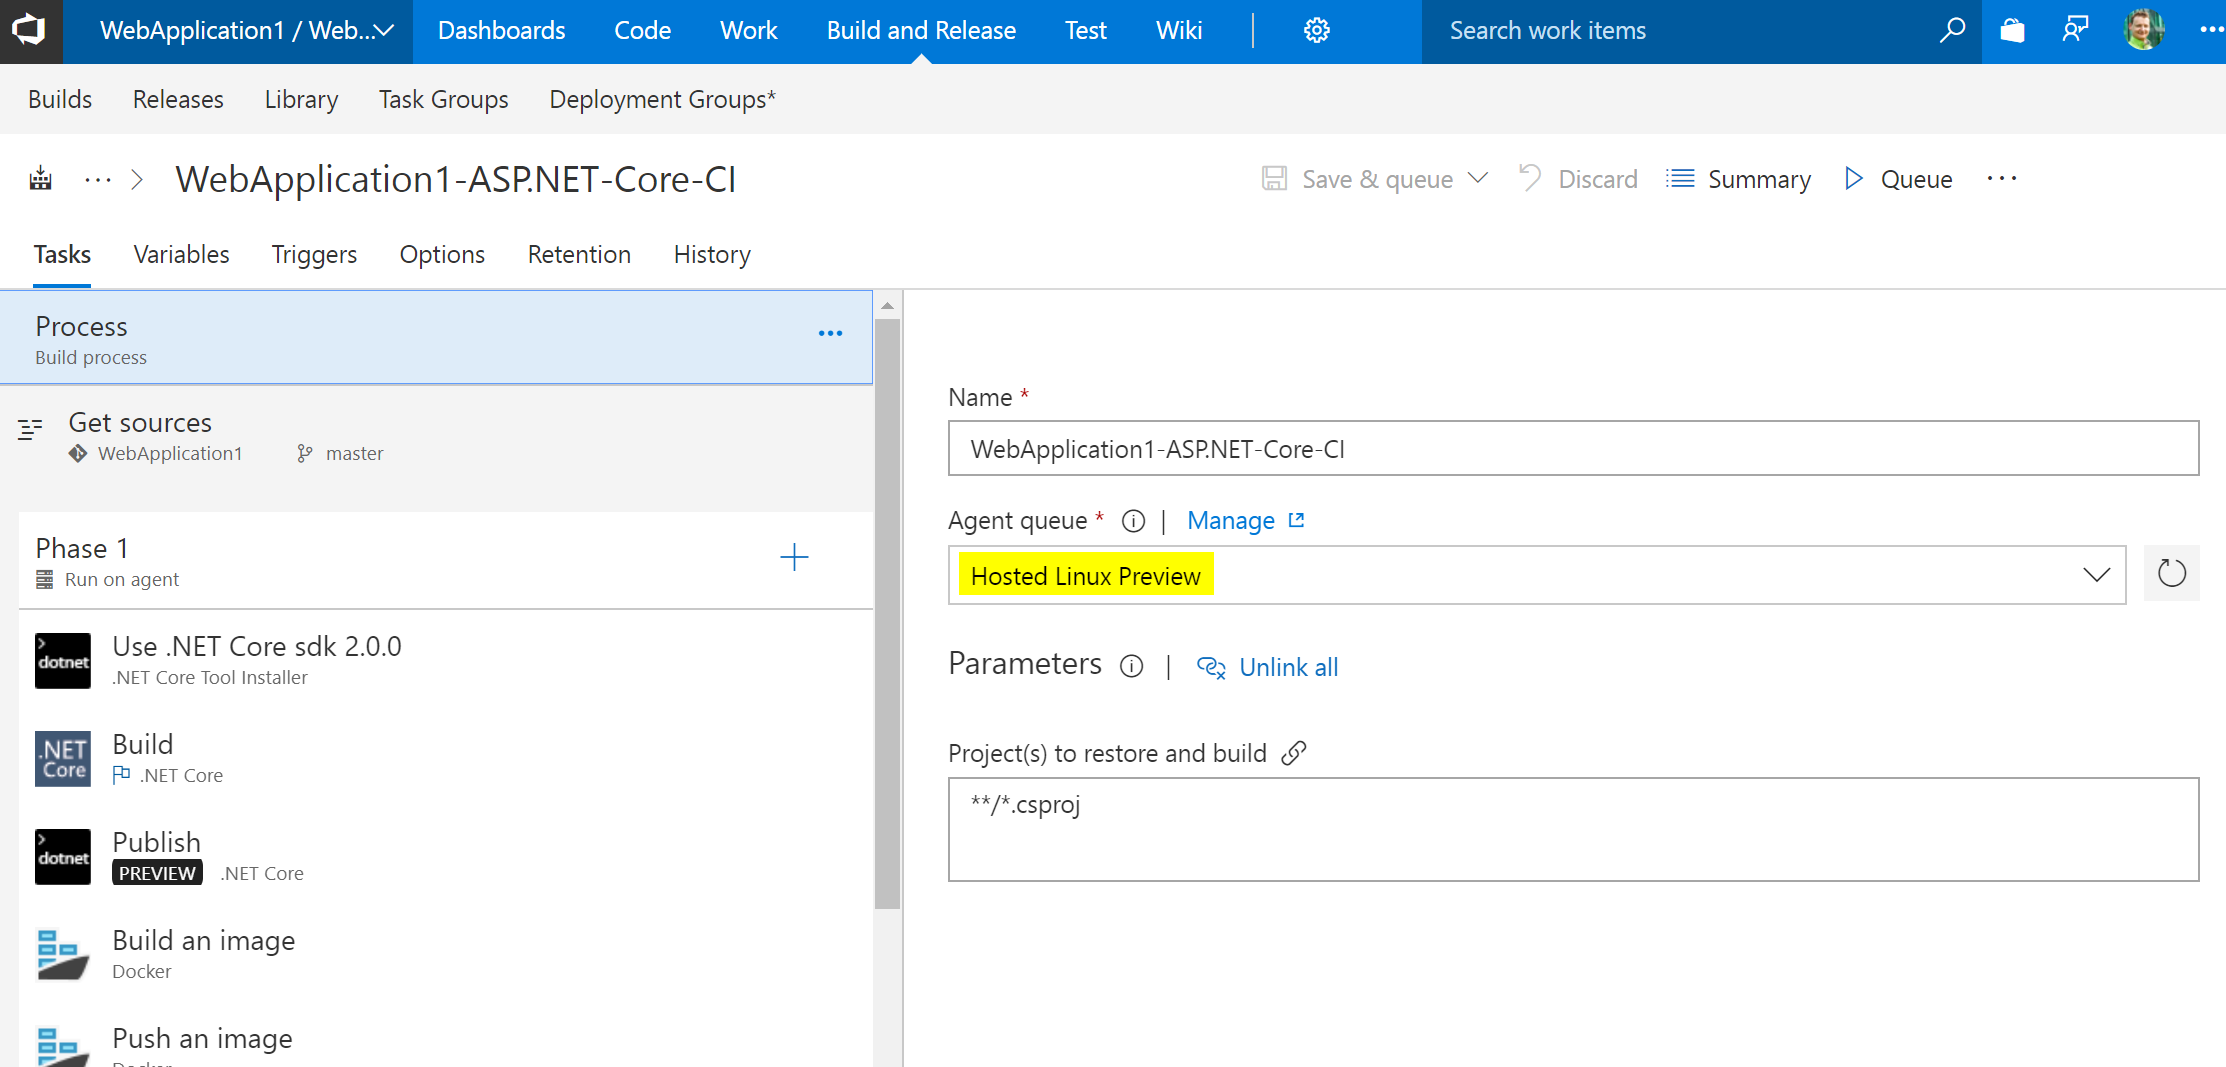 WebApplication1 / Web... Dashboards Code Work Build and Release Test Wiki Search work items
Builds Releases Library Task Groups Deployment Groups*
WebApplication1-ASP.NET-Core-CI Save & queue Discard Summary Queue
Tasks Variables Triggers Options Retention History
Process
Build process
Get sources
WebApplication1 master
Phase 1
Run on agent
dotnet Use .NET Core sdk 2.0.0
.NET Core Tool Installer
.NET Core Build
.NET Core
dotnet Publish
PREVIEW .NET Core
Build an image
Docker
Push an image
Docker
Name *
WebApplication1-ASP.NET-Core-CI
Agent queue * | Manage
Hosted Linux Preview
Parameters | Unlink all
Project(s) to restore and build
**/*.csproj